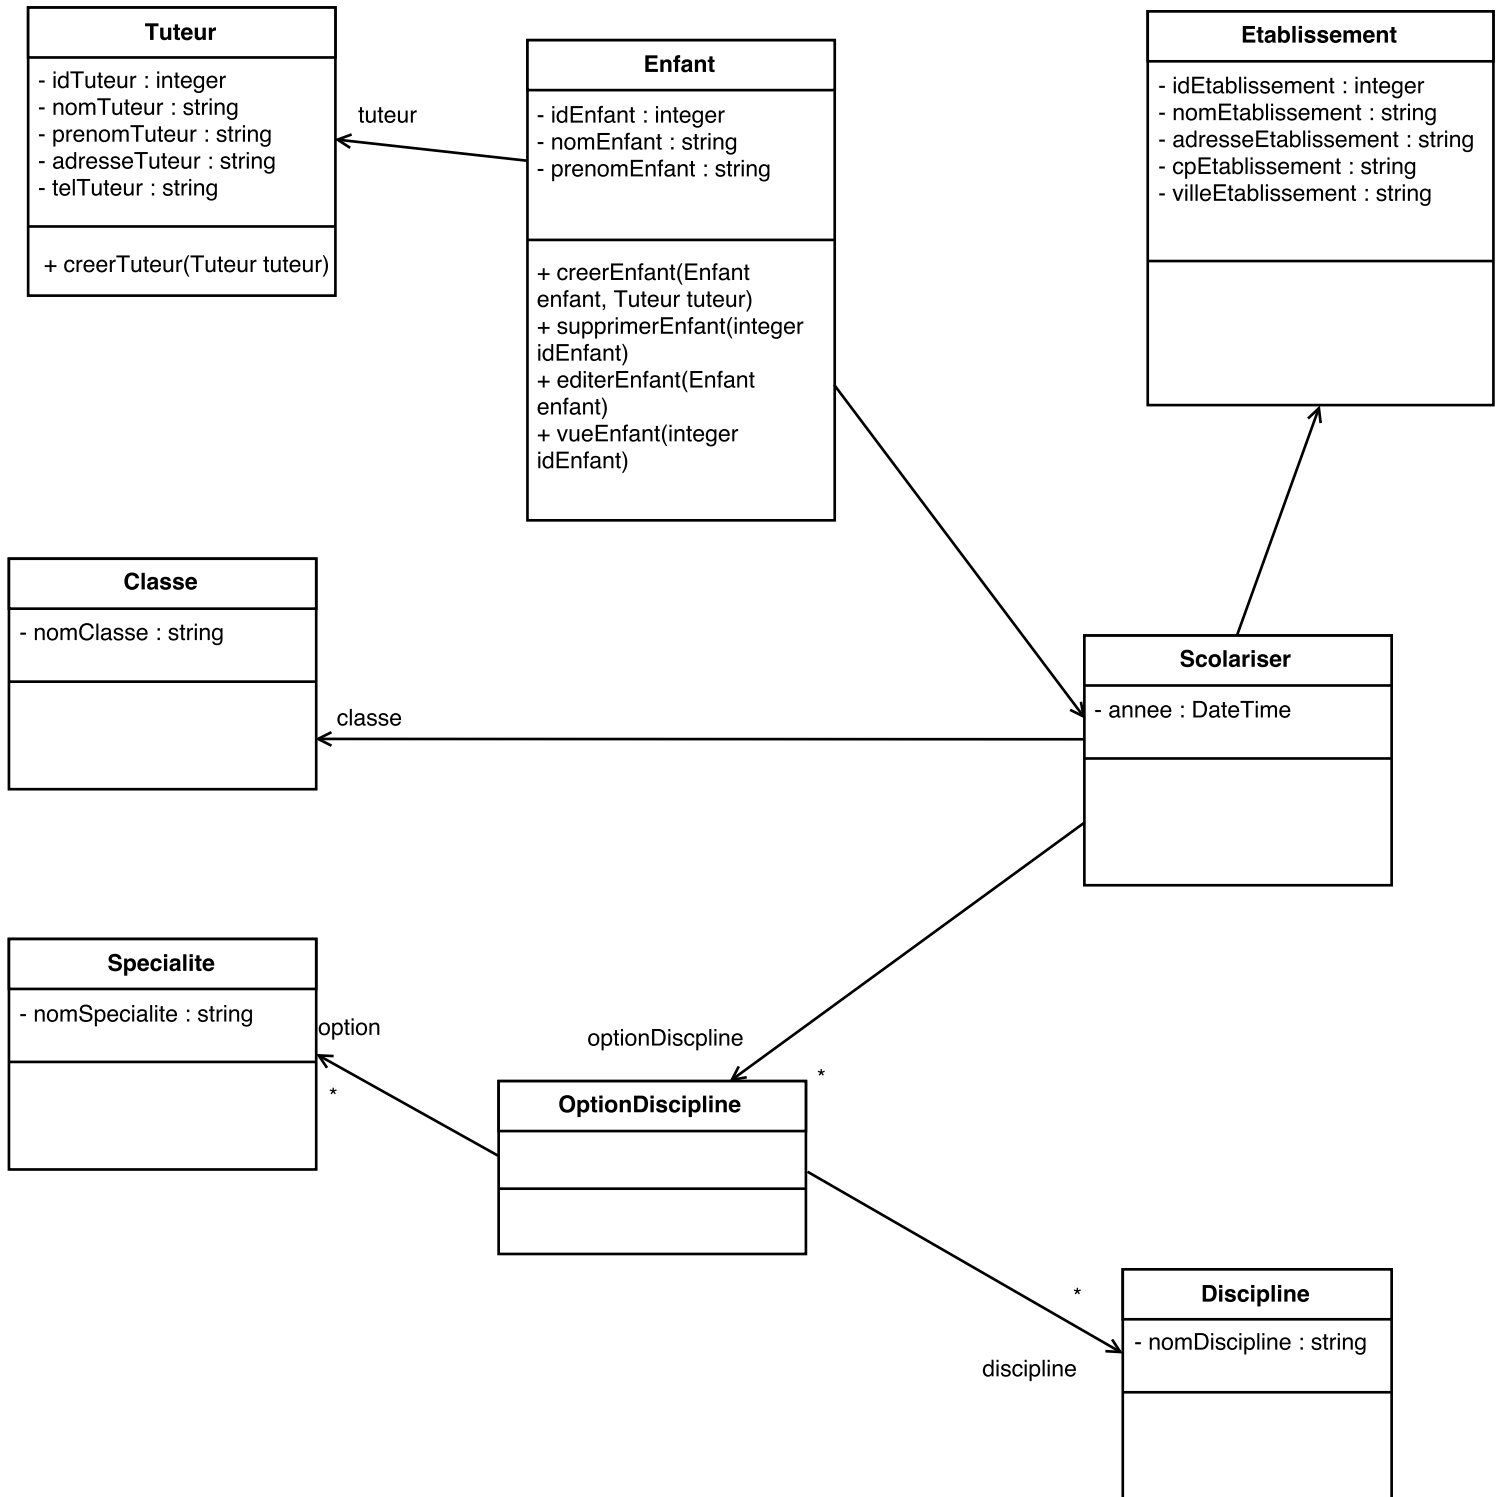 Tuteur
- idTuteur : integer
- nomTuteur : string
- prenomTuteur : string
- adresseTuteur : string
- telTuteur : string
+ creerTuteur(Tuteur tuteur)
tuteur
Enfant
- idEnfant : integer
- nomEnfant : string
- prenomEnfant : string
+ creerEnfant(Enfant
enfant, Tuteur tuteur)
+ supprimerEnfant(integer
idEnfant)
+ editerEnfant(Enfant
enfant)
+ vueEnfant(integer
idEnfant)
Etablissement
- idEtablissement : integer
- nomEtablissement : string
- adresseEtablissement : string
- cpEtablissement : string
- villeEtablissement : string
Classe
- nomClasse : string
classe
Scolariser
- annee : DateTime
Specialite
- nomSpecialite : string
option
*
optionDiscpline
*
OptionDiscipline
*
discipline
Discipline
- nomDiscipline : string